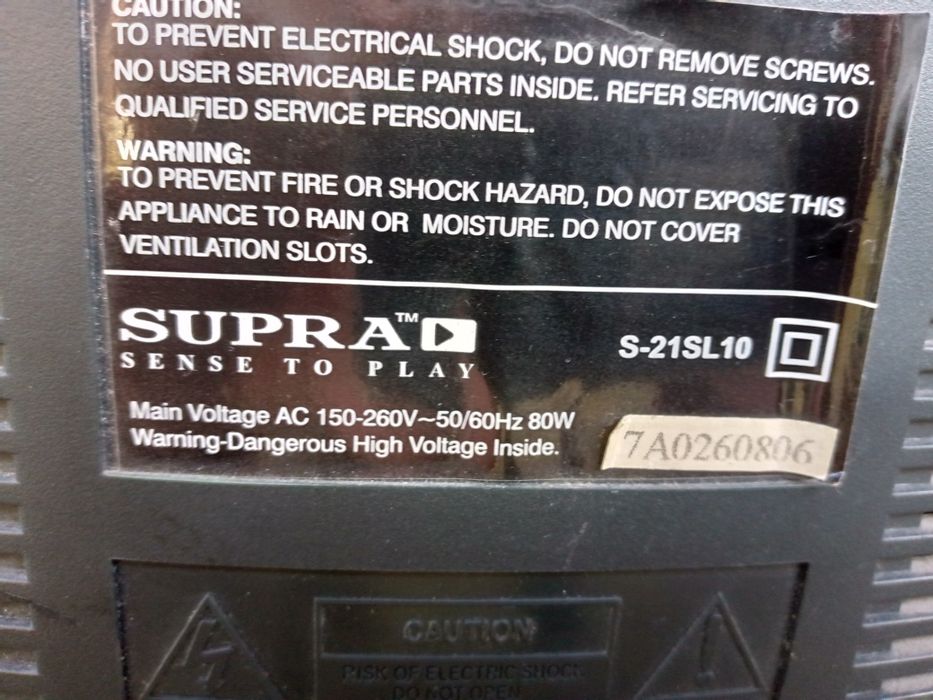 CAUTION:
TO PREVENT ELECTRICAL SHOCK, DO NOT REMOVE SCREWS.
NO USER SERVICEABLE PARTS INSIDE. REFER SERVICING TO
QUALIFIED SERVICE PERSONNEL.
WARNING:
TO PREVENT FIRE OR SHOCK HAZARD, DO NOT EXPOSE THIS
APPLIANCE TO RAIN OR MOISTURE. DO NOT COVER
VENTILATION SLOTS.
SUPRA™
SENSE TO PLAY
S-21SL10
Main Voltage AC 150-260V~50/60Hz 80W
Warning-Dangerous High Voltage Inside.
7A0260806
CAUTION
RISK OF ELECTRIC SHOCK
DO NOT OPEN